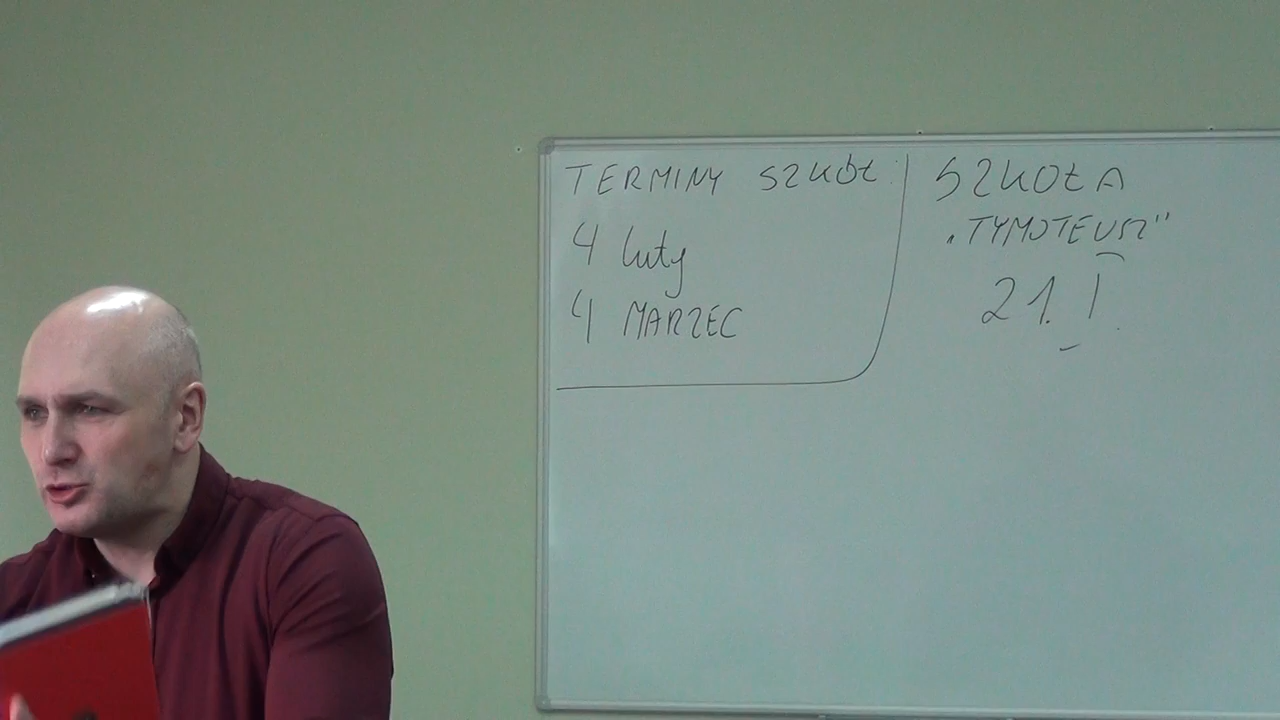 TERMINY SZKÓŁ
4 luty
4 MARZEC
SZKOŁA
„TYMOTEUSZ”
21. I